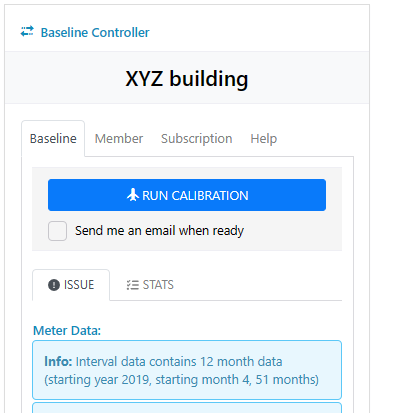 Baseline Controller
XYZ building
Baseline Member Subscription Help
RUN CALIBRATION
Send me an email when ready
ISSUE STATS
Meter Data:
Info: Interval data contains 12 month data
(starting year 2019, starting month 4, 51 months)